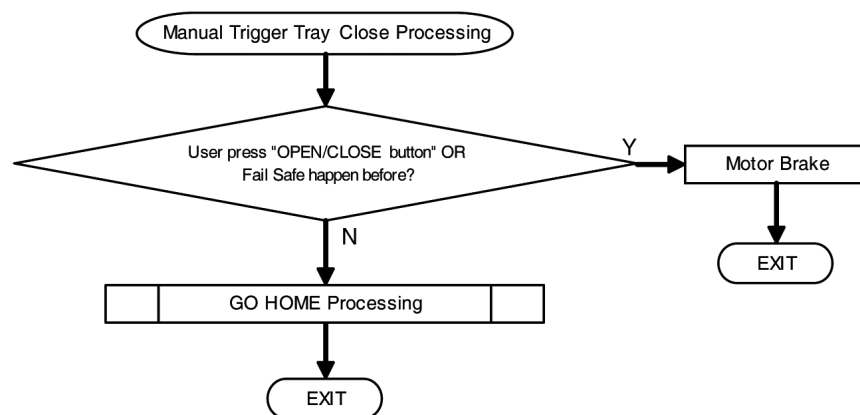 Manual Trigger Tray Close Processing
User press "OPEN/CLOSE button" OR
Fail Safe happen before?
Y
Motor Brake
EXIT
N
GO HOME Processing
EXIT